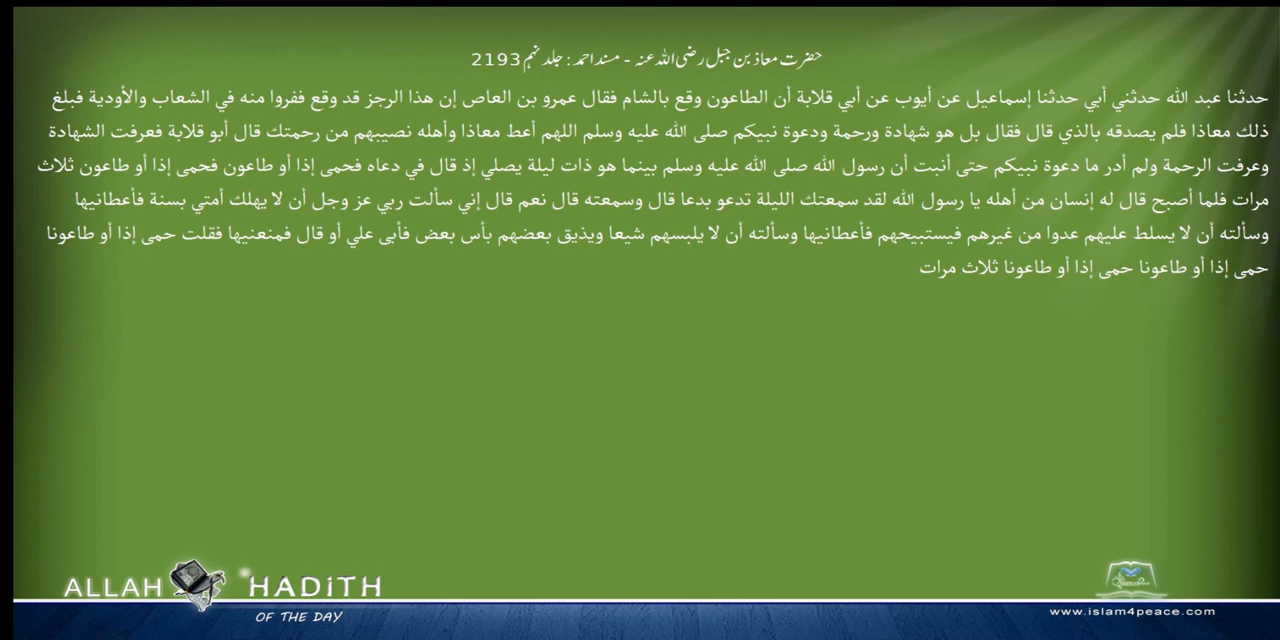 حضرت معاذ بن جبل رضی اللہ عنہ - مسند احمد : جلد نہم 2193
حدثنا عبد الله حدثني أبي حدثنا إسماعيل عن أيوب عن أبي قلابة أن الطاعون وقع بالشام فقال عمرو بن العاص إن هذا الرجز قد وقع ففروا منه في الشعاب والأودية فبلغ
ذلك معاذا فلم يصدقه بالذي قال فقال بل هو شهادة ورحمة ودعوة نبيكم صلى الله عليه وسلم اللهم أعط معاذا وأهله نصيبهم من رحمتك قال أبو قلابة فعرفت الشهادة
وعرفت الرحمة ولم أدر ما دعوة نبيكم حتى أنبت أن رسول الله صلى الله عليه وسلم بينما هو ذات ليلة يصلي إذ قال في دعاه فحمى إذا أو طاعون فحمى إذا أو طاعون ثلاث
مرات فلما أصبح قال له إنسان من أهله يا رسول الله لقد سمعتك الليلة تدعو بدعا قال وسمعته قال نعم قال إني سألت ربي عز وجل أن لا يهلك أمتي بسنة فأعطانيها
وسألته أن لا يسلط عليهم عدوا من غيرهم فيستبيحهم فأعطانيها وسألته أن لا يلبسهم شيعا ويذيق بعضهم بأس بعض فأبى علي أو قال فمنعنيها فقلت حمى إذا أو طاعونا
حمى إذا أو طاعونا حمى إذا أو طاعونا ثلاث مرات
ALLAH HADITH
OF THE DAY
www.islam4peace.com